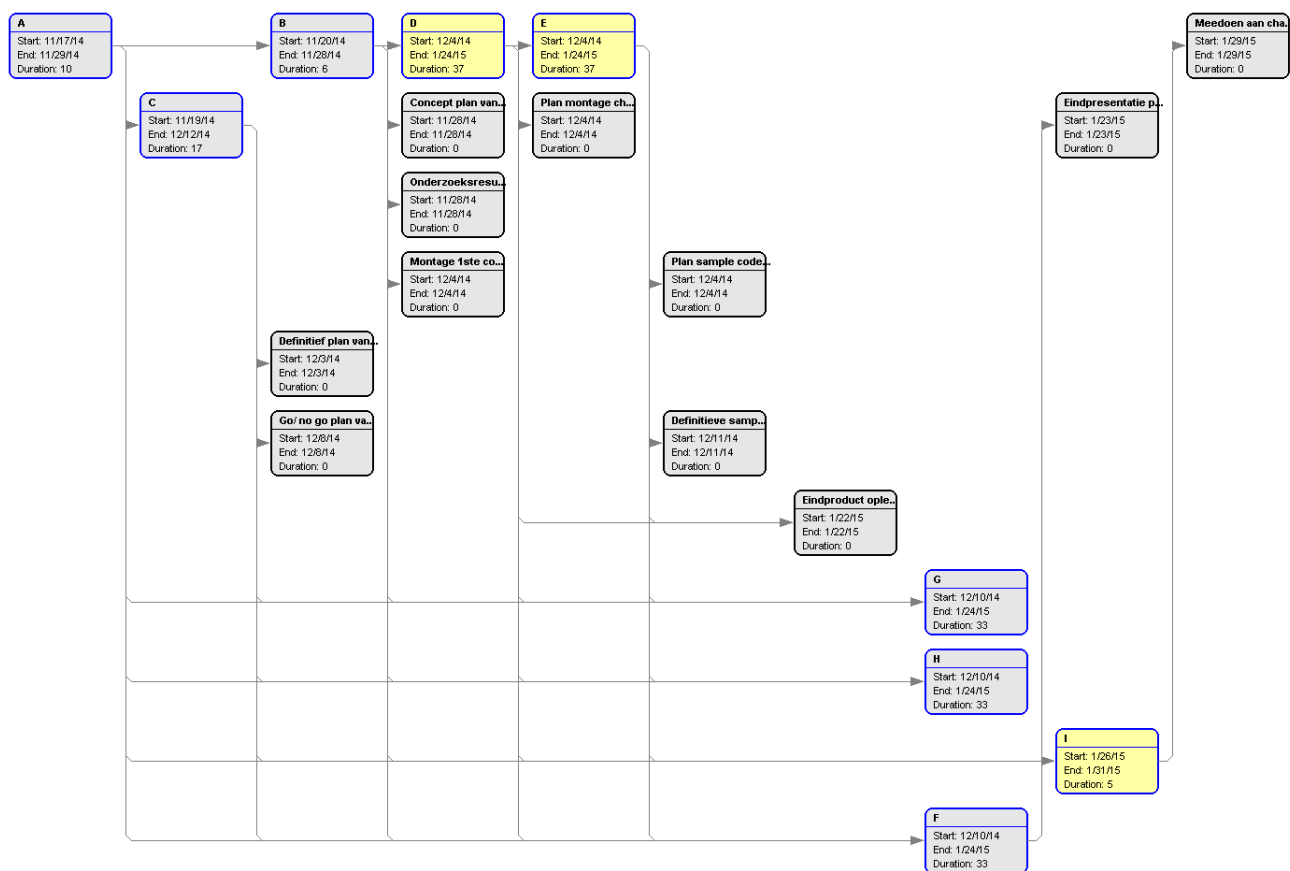 A
Start: 11/17/14
End: 11/29/14
Duration: 10
B
Start: 11/20/14
End: 11/28/14
Duration: 6
D
Start: 12/4/14
End: 1/24/15
Duration: 37
E
Start: 12/4/14
End: 1/24/15
Duration: 37
Meedoen aan cha...
Start: 1/29/15
End: 1/29/15
Duration: 0
C
Start: 11/19/14
End: 12/12/14
Duration: 17
Concept plan van...
Start: 11/28/14
End: 11/28/14
Duration: 0
Plan montage ch...
Start: 12/4/14
End: 12/4/14
Duration: 0
Eindpresentatie p...
Start: 1/23/15
End: 1/23/15
Duration: 0
Onderzoeksresu...
Start: 11/28/14
End: 11/28/14
Duration: 0
Montage 1ste co...
Start: 12/4/14
End: 12/4/14
Duration: 0
Plan sample code...
Start: 12/4/14
End: 12/4/14
Duration: 0
Definitief plan van...
Start: 12/3/14
End: 12/3/14
Duration: 0
Go/ no go plan va...
Start: 12/8/14
End: 12/8/14
Duration: 0
Definitieve samp...
Start: 12/11/14
End: 12/11/14
Duration: 0
Eindproduct ople...
Start: 1/22/15
End: 1/22/15
Duration: 0
G
Start: 12/10/14
End: 1/24/15
Duration: 33
H
Start: 12/10/14
End: 1/24/15
Duration: 33
I
Start: 1/26/15
End: 1/31/15
Duration: 5
F
Start: 12/10/14
End: 1/24/15
Duration: 33